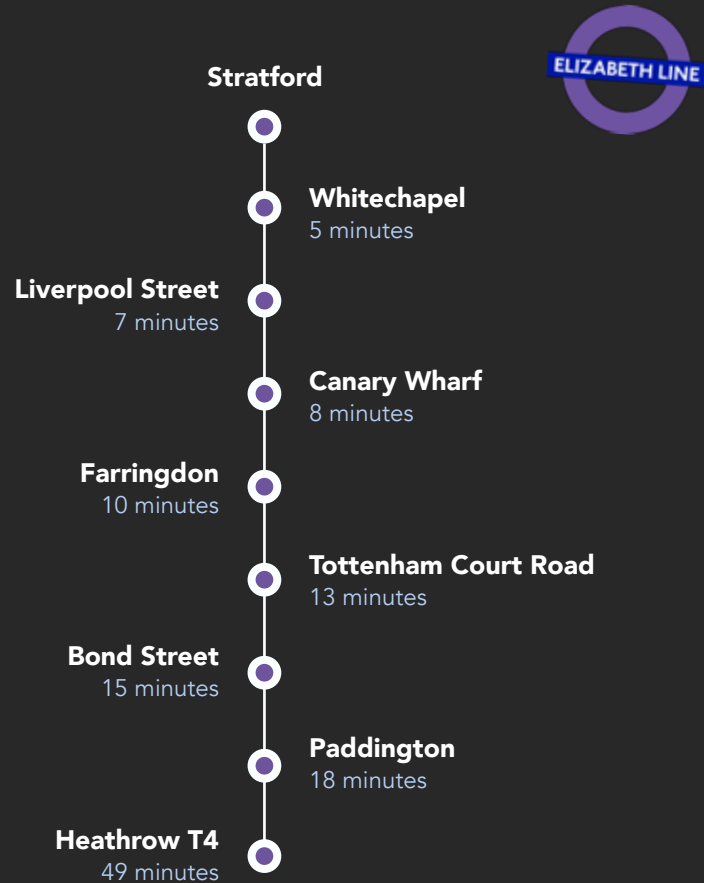 ELIZABETH LINE
Stratford
Whitechapel
5 minutes
Liverpool Street
7 minutes
Canary Wharf
8 minutes
Farringdon
10 minutes
Tottenham Court Road
13 minutes
Bond Street
15 minutes
Paddington
18 minutes
Heathrow T4
49 minutes